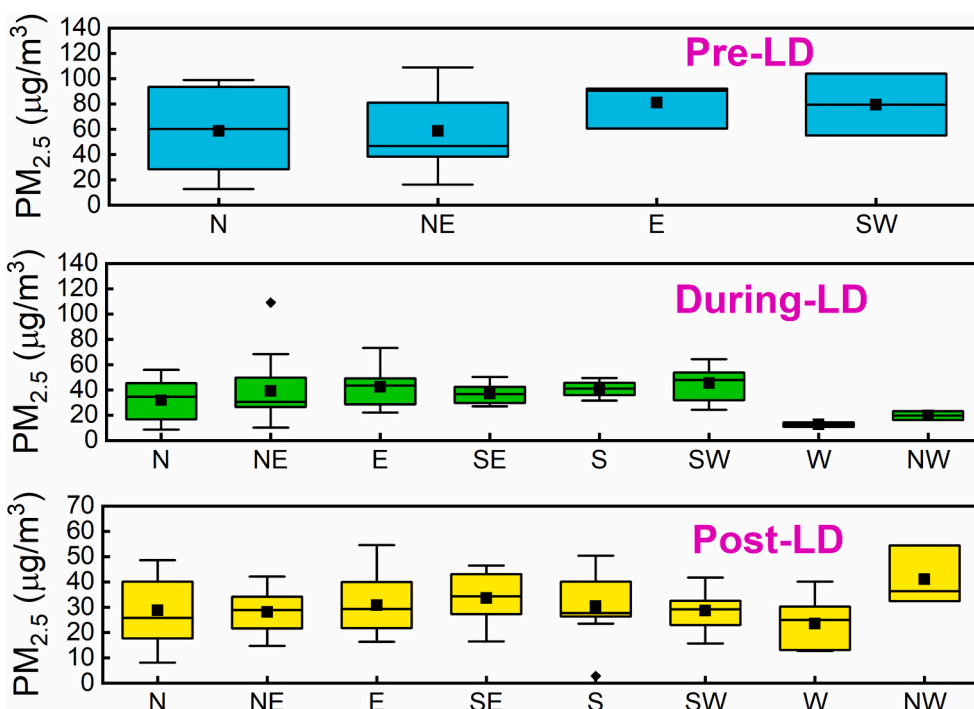 PM2.5 (μg/m³)
140
120
100
80
60
40
20
0
Pre-LD
N NE E SW
PM2.5 (μg/m³)
140
120
100
80
60
40
20
0
During-LD
N NE E SE S SW W NW
PM2.5 (μg/m³)
70
60
50
40
30
20
10
0
Post-LD
N NE E SE S SW W NW